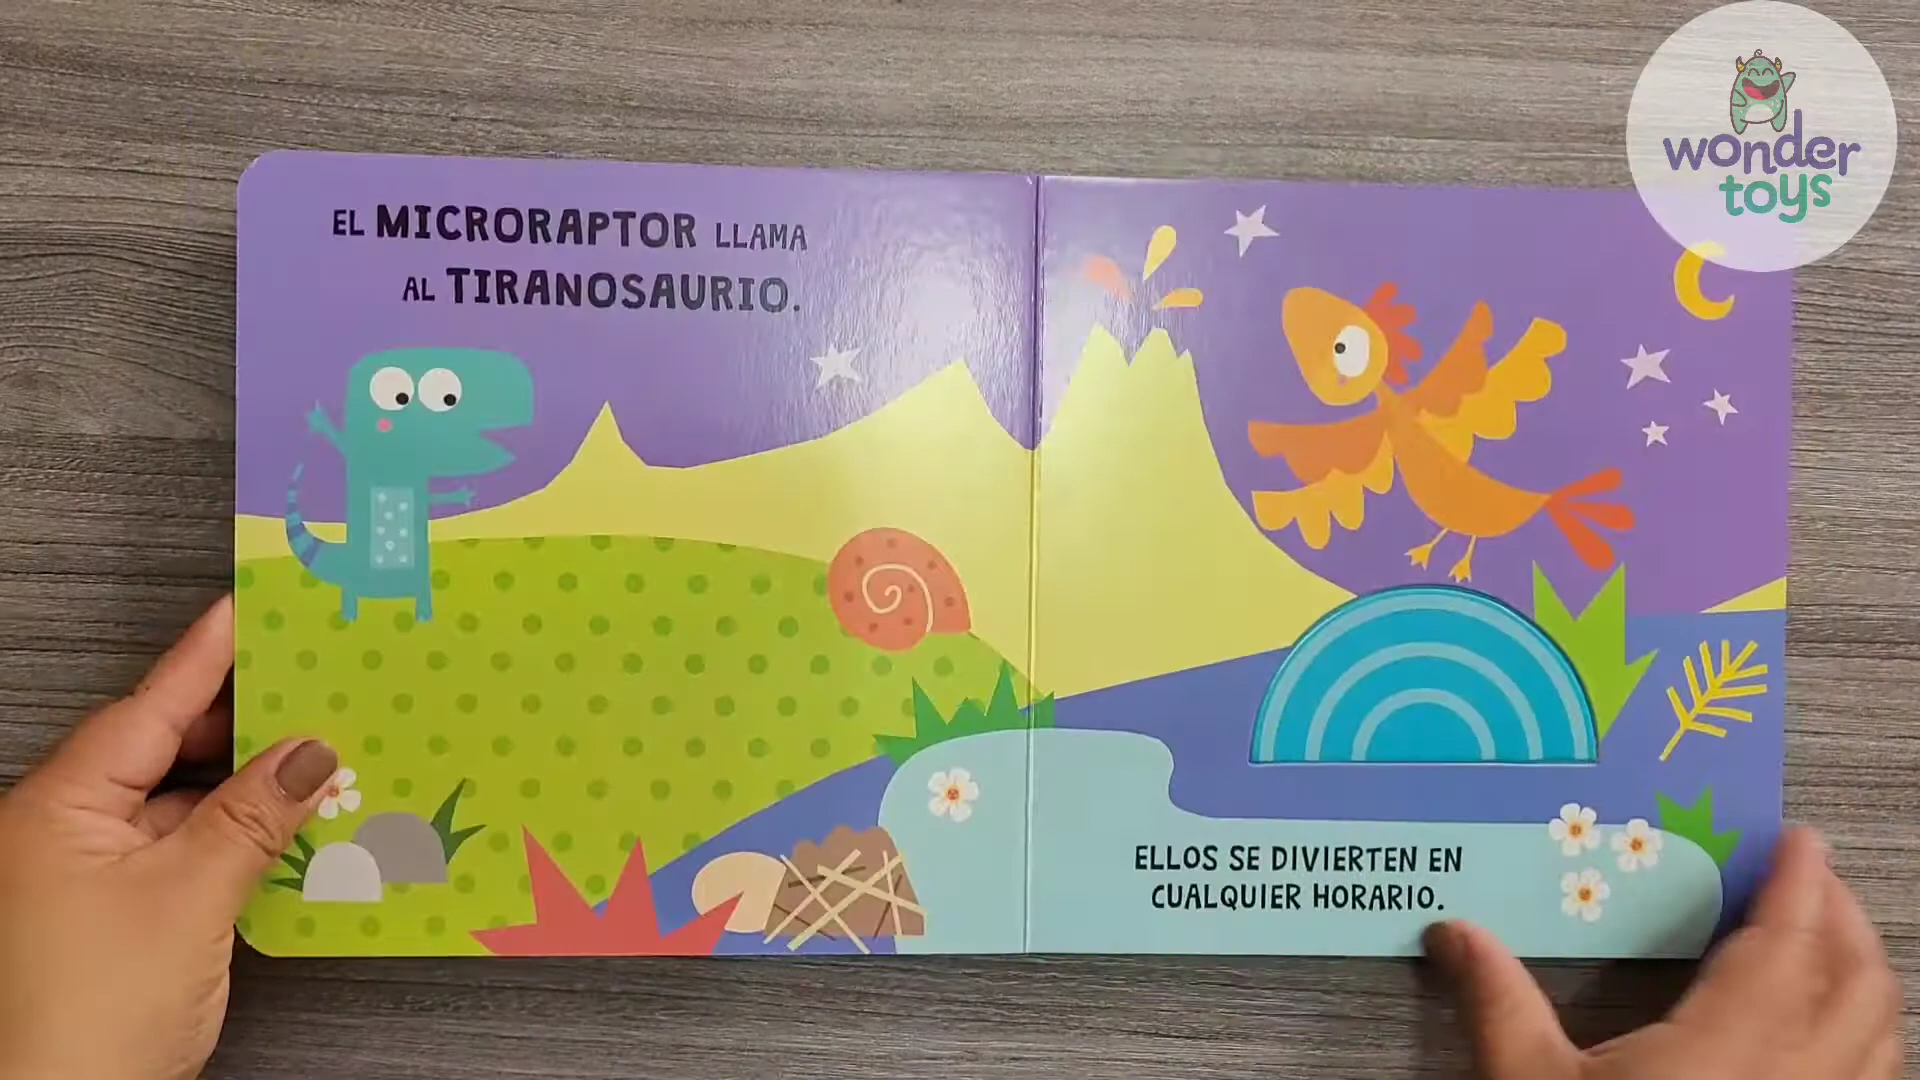 EL MICRORAPTOR LLAMA
AL TIRANOSAURIO.
ELLOS SE DIVIERTEN EN
CUALQUIER HORARIO.
wonder
toys